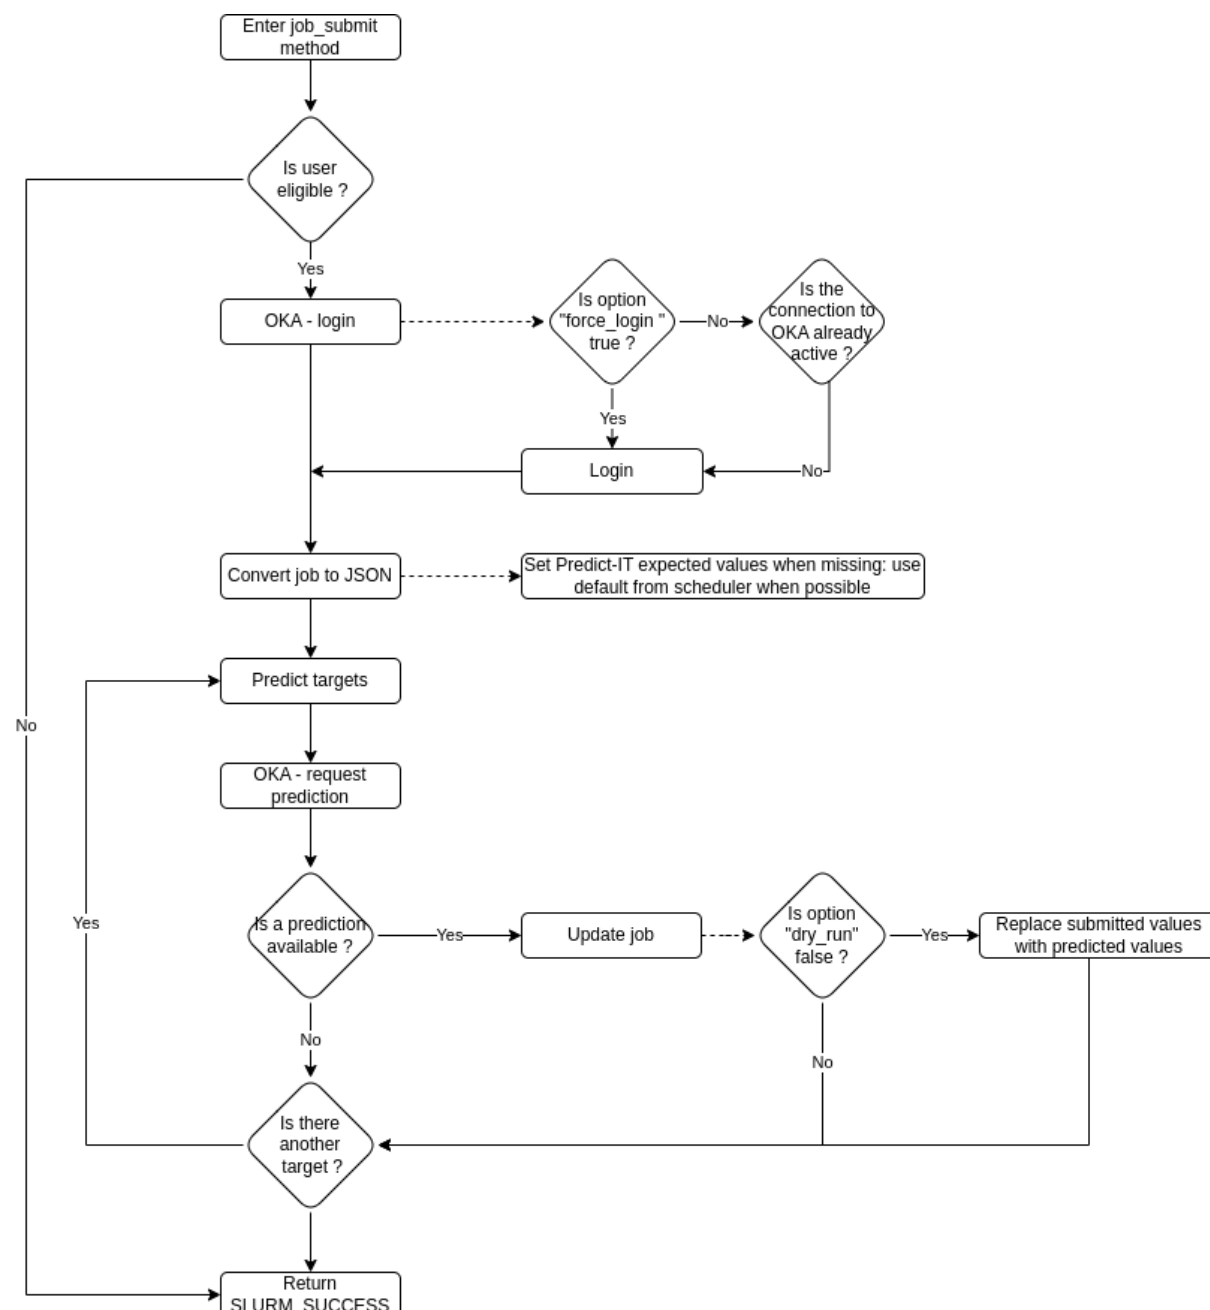 Enter job_submit
method
Is user
eligible ?
Yes
OKA - login
Is option
"force_login "
true ?
No
Is the
connection to
OKA already
active ?
Yes
Login
No
Convert job to JSON
Set Predict-IT expected values when missing: use
default from scheduler when possible
Predict targets
No
OKA - request
prediction
Yes
Is a prediction
available ?
Yes
Update job
Is option
"dry_run"
false ?
Yes
Replace submitted values
with predicted values
No
No
Is there
another
target ?
Return
SLURM_SUCCESS